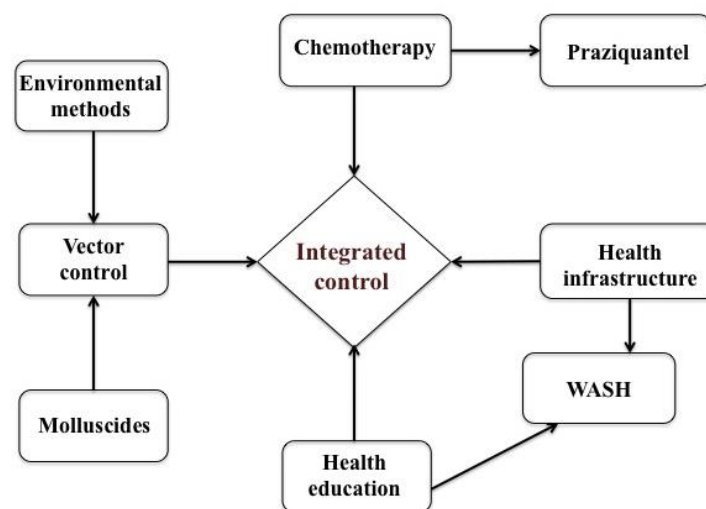 Chemotherapy
Praziquantel
Environmental
methods
Vector
control
Integrated
control
Health
infrastructure
WASH
Molluscides
Health
education